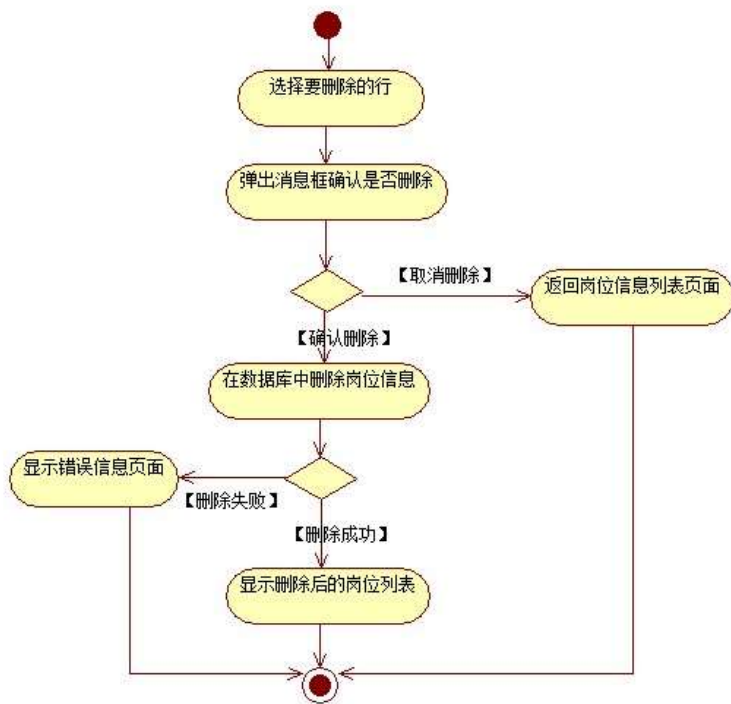 选择要删除的行
弹出消息框确认是否删除
【取消删除】
返回岗位信息列表页面
【确认删除】
在数据库中删除岗位信息
显示错误信息页面
【删除失败】
【删除成功】
显示删除后的岗位列表